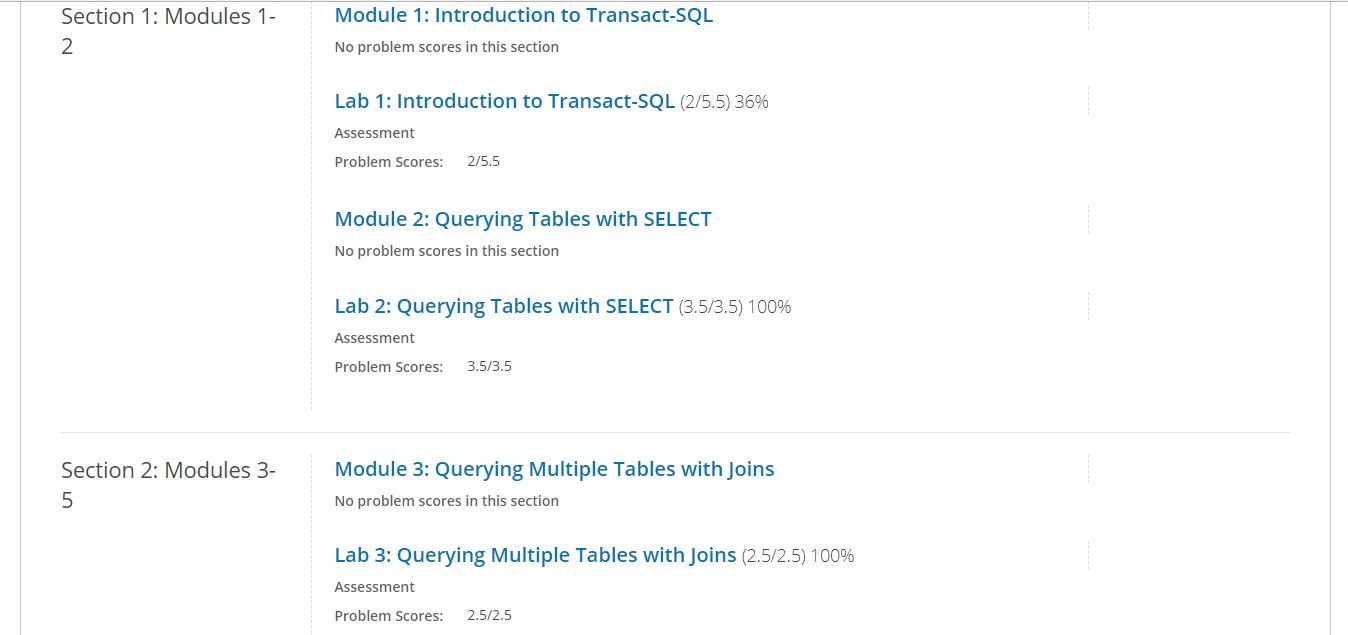 Section 1: Modules 1-
2
Module 1: Introduction to Transact-SQL
No problem scores in this section
Lab 1: Introduction to Transact-SQL (2/5.5) 36%
Assessment
Problem Scores: 2/5.5
Module 2: Querying Tables with SELECT
No problem scores in this section
Lab 2: Querying Tables with SELECT (3.5/3.5) 100%
Assessment
Problem Scores: 3.5/3.5
Section 2: Modules 3-
5
Module 3: Querying Multiple Tables with Joins
No problem scores in this section
Lab 3: Querying Multiple Tables with Joins (2.5/2.5) 100%
Assessment
Problem Scores: 2.5/2.5